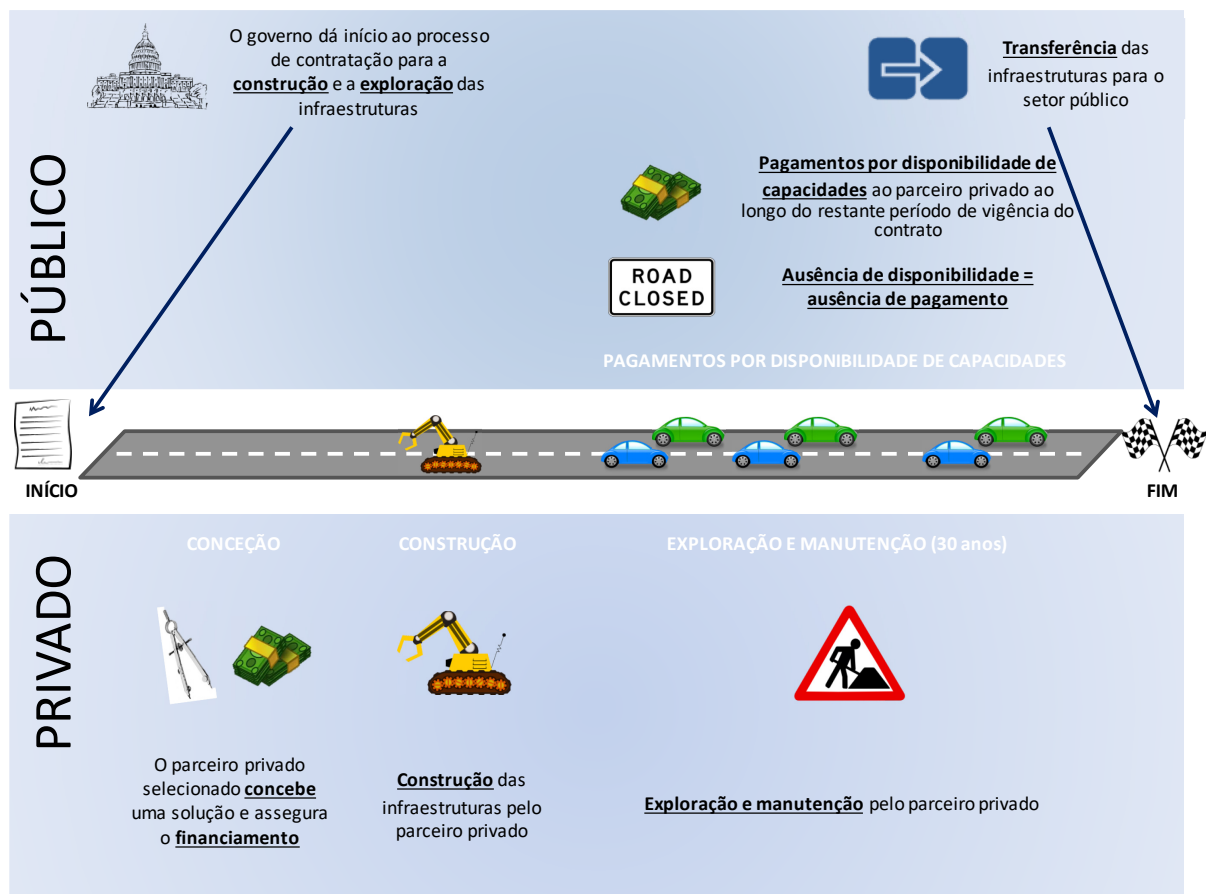 O governo dá início ao processo
de contratação para a
construção e a exploração das
infraestruturas
Transferência das
infraestruturas para o
setor público
PÚBLICO
Pagamentos por disponibilidade de
capacidades ao parceiro privado ao
longo do restante período de vigência do
contrato
ROAD
CLOSED
Ausência de disponibilidade =
ausência de pagamento
PAGAMENTOS POR DISPONIBILIDADE DE CAPACIDADES
INÍCIO
FIM
PRIVADO
CONCEÇÃO
CONSTRUÇÃO
EXPLORAÇÃO E MANUTENÇÃO (30 anos)
O parceiro privado
selecionado concebe
uma solução e assegura
o financiamento
Construção das
infraestruturas pelo
parceiro privado
Exploração e manutenção pelo parceiro privado